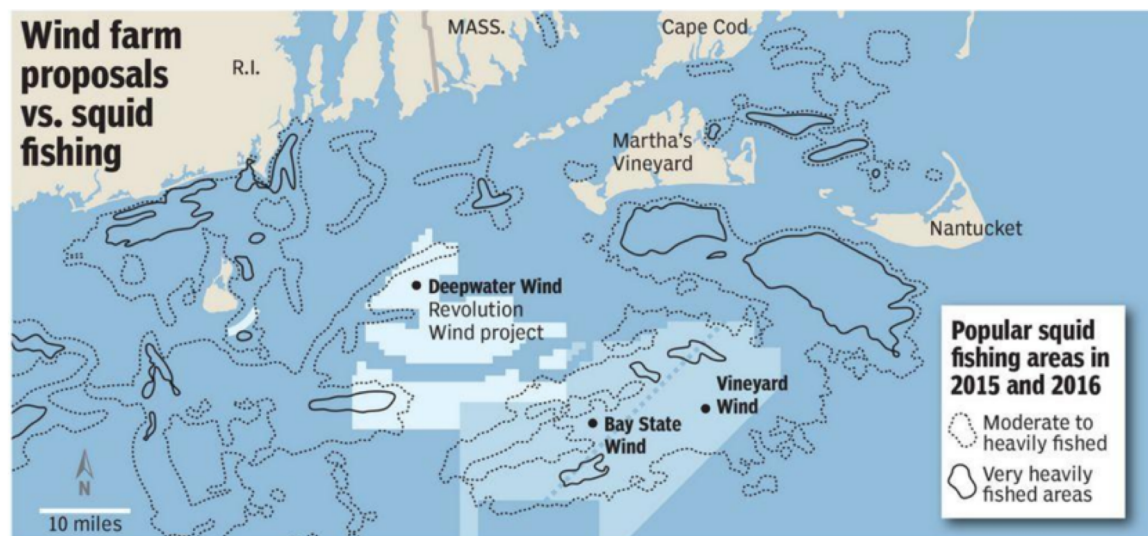 Wind farm
proposals
vs. squid
fishing
R.I.
MASS.
Cape Cod
Martha's
Vineyard
Nantucket
Deepwater Wind
Revolution
Wind project
Vineyard
Wind
Bay State
Wind
Popular squid
fishing areas in
2015 and 2016
Moderate to
heavily fished
Very heavily
fished areas
N
10 miles